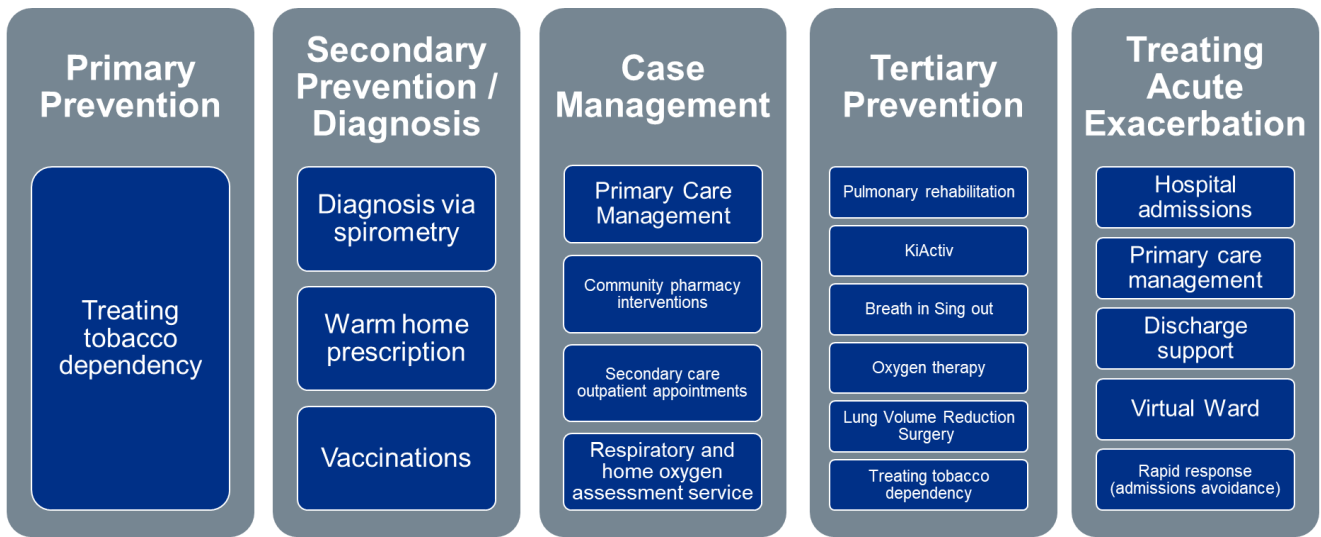 Primary
Prevention
Treating
tobacco
dependency
Secondary
Prevention /
Diagnosis
Diagnosis via
spirometry
Warm home
prescription
Vaccinations
Case
Management
Primary Care
Management
Community pharmacy
interventions
Secondary care
outpatient appointments
Respiratory and
home oxygen
assessment service
Tertiary
Prevention
Pulmonary rehabilitation
KiActiv
Breath in Sing out
Oxygen therapy
Lung Volume Reduction
Surgery
Treating tobacco
dependency
Treating
Acute
Exacerbation
Hospital
admissions
Primary care
management
Discharge
support
Virtual Ward
Rapid response
(admissions avoidance)